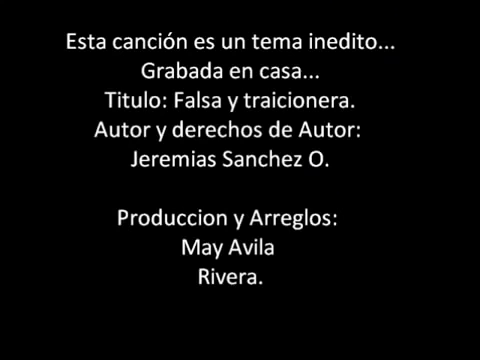 Esta canción es un tema inedito...
Grabada en casa...
Titulo: Falsa y traicionera.
Autor y derechos de Autor:
Jeremias Sanchez O.
Produccion y Arreglos:
May Avila
Rivera.